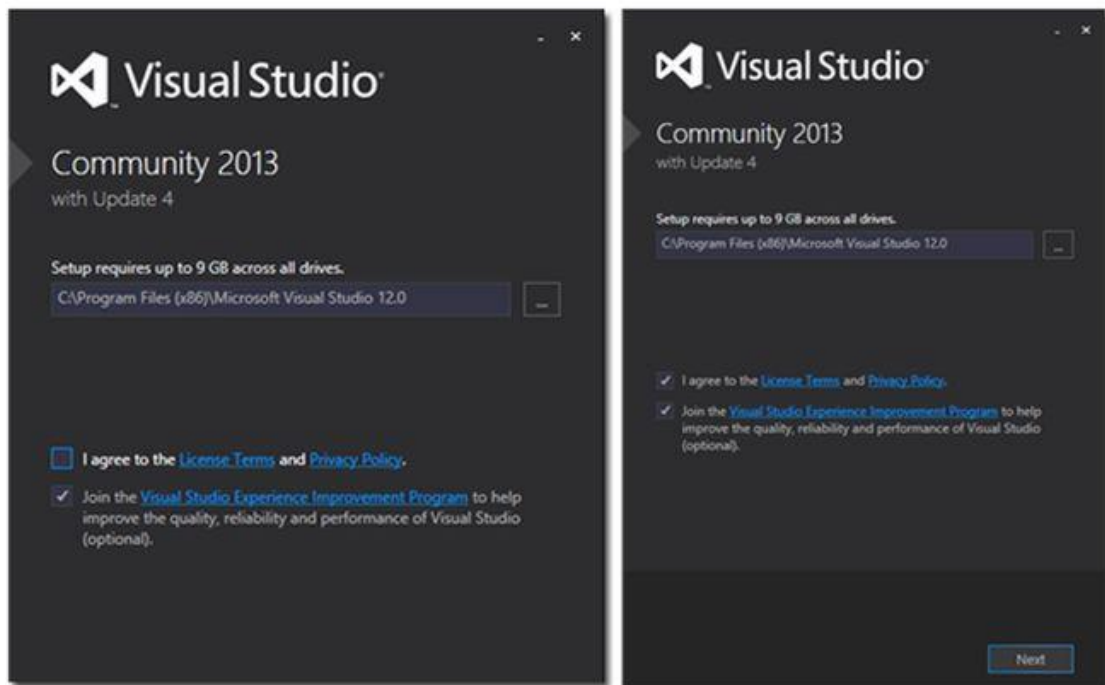 Visual Studio®
Community 2013
with Update 4
Setup requires up to 9 GB across all drives.
C:\Program Files (x86)\Microsoft Visual Studio 12.0
...
I agree to the License Terms and Privacy Policy.
Join the Visual Studio Experience Improvement Program to help
improve the quality, reliability and performance of Visual Studio
(optional).
Visual Studio®
Community 2013
with Update 4
Setup requires up to 9 GB across all drives.
C:\Program Files (x86)\Microsoft Visual Studio 12.0
...
I agree to the License Terms and Privacy Policy.
Join the Visual Studio Experience Improvement Program to help
improve the quality, reliability and performance of Visual Studio
(optional).
Next